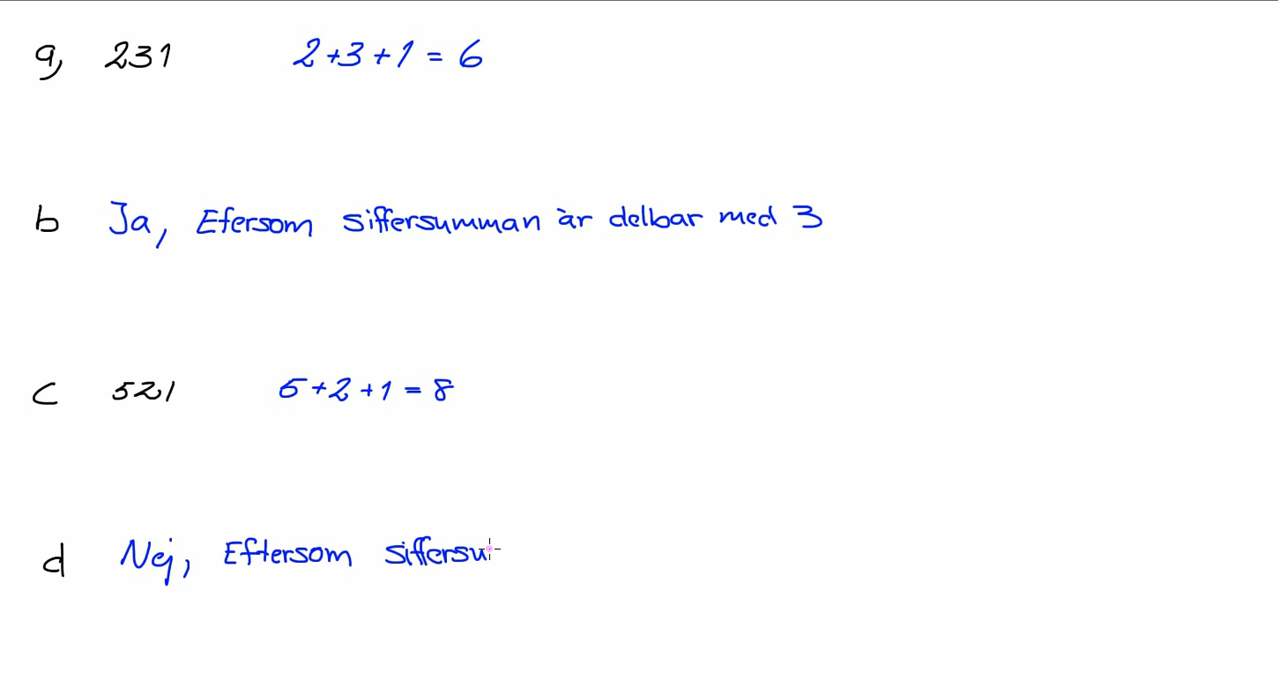 a, 231 2+3+1=6
b Ja, Efersom siffersumman är delbar med 3
c 521 5+2+1=8
d Nej, Eftersom siffersu